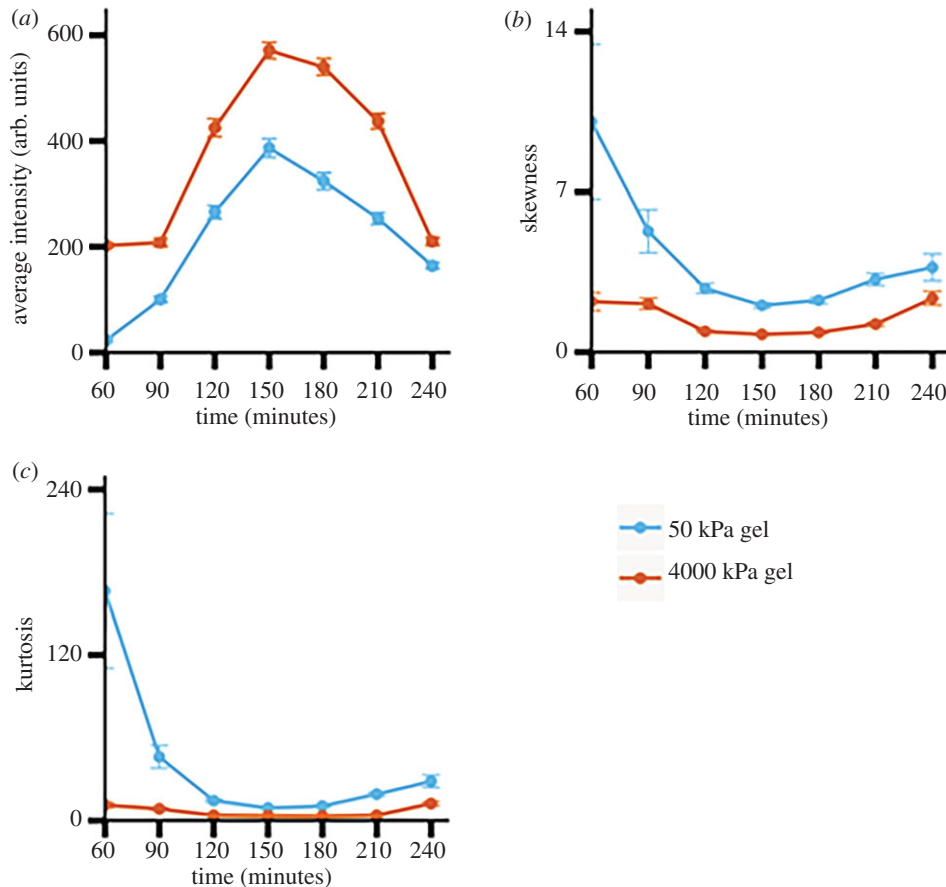 (a)
600
400
200
0
average intensity (arb. units)
60 90 120 150 180 210 240
time (minutes)
(b)
14
7
0
skewness
60 90 120 150 180 210 240
time (minutes)
(c)
240
120
0
kurtosis
60 90 120 150 180 210 240
time (minutes)
50 kPa gel
4000 kPa gel